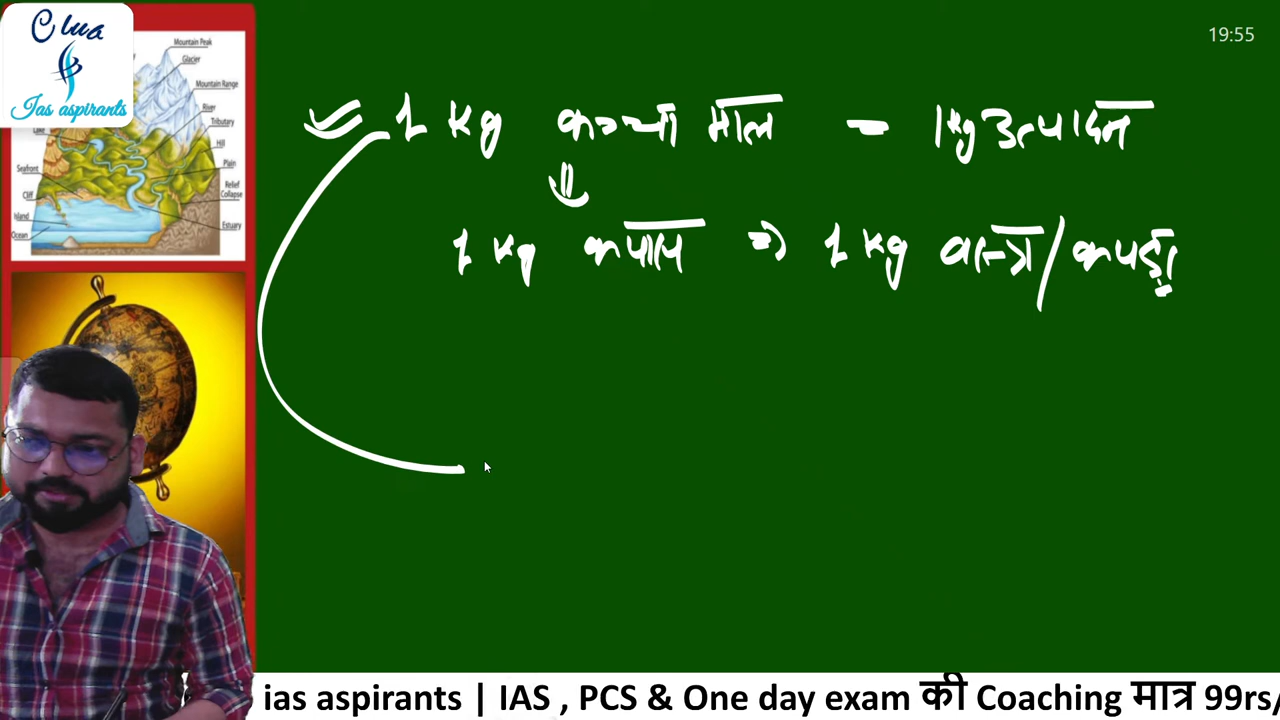 Clua
Ias aspirants
Mountain Peak
Glacier
Mountain Range
River
Tributary
Lake
Hill
Plain
Seafront
Relief
Collapse
Cliff
Island
Estuary
Ocean
19:55
1 kg कच्चा माल - 1kg उत्पादन
1 kg कपास ⇒ 1 kg वस्त्र/कपड़ा
ias aspirants | IAS , PCS & One day exam की Coaching मात्र 99rs/